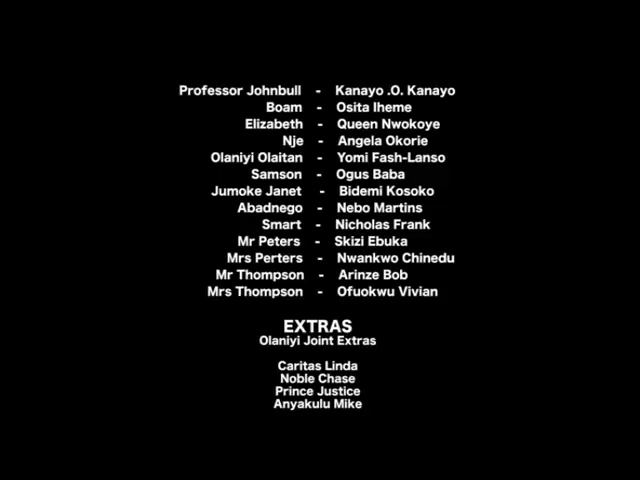 Professor Johnbull - Kanayo .O. Kanayo
Boam - Osita Iheme
Elizabeth - Queen Nwokoye
Nje - Angela Okorie
Olaniyi Olaitan - Yomi Fash-Lanso
Samson - Ogus Baba
Jumoke Janet - Bidemi Kosoko
Abadnego - Nebo Martins
Smart - Nicholas Frank
Mr Peters - Skizi Ebuka
Mrs Perters - Nwankwo Chinedu
Mr Thompson - Arinze Bob
Mrs Thompson - Ofuokwu Vivian
EXTRAS
Olaniyi Joint Extras
Caritas Linda
Noble Chase
Prince Justice
Anyakulu Mike